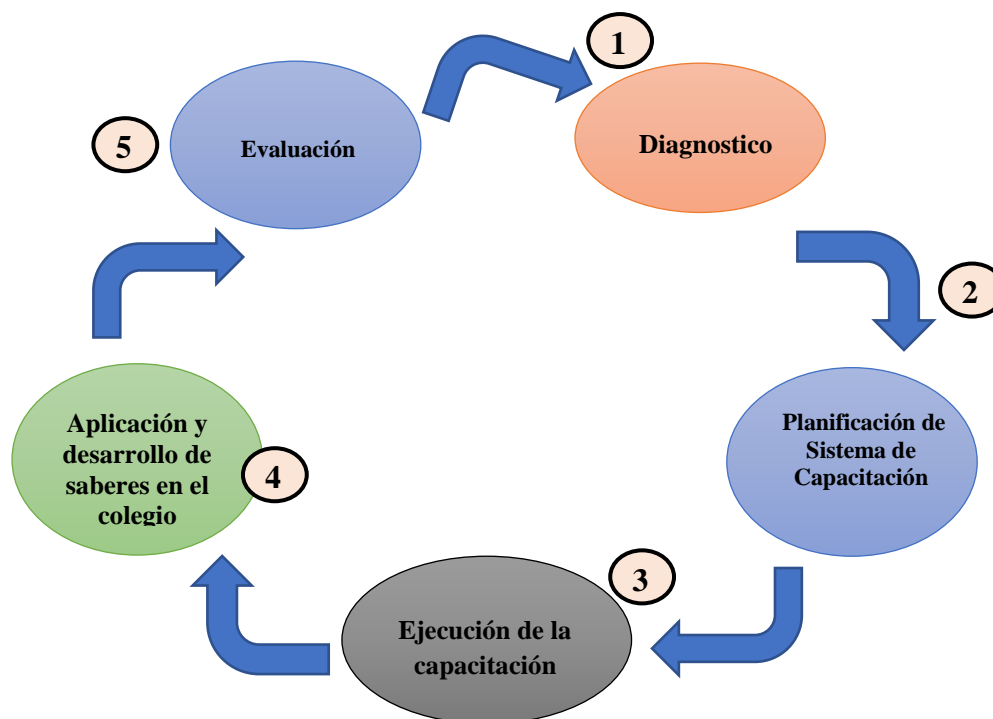 1
Diagnostico
2
Planificación de
Sistema de
Capacitación
3
Ejecución de la
capacitación
4
Aplicación y
desarrollo de
saberes en el
colegio
5
Evaluación